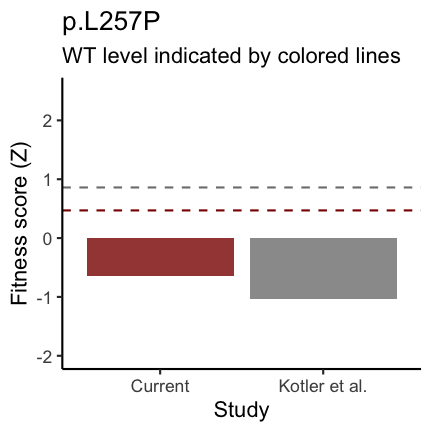 p.L257P
WT level indicated by colored lines
Fitness score (Z)
2
1
0
-1
-2
Current
Kotler et al.
Study